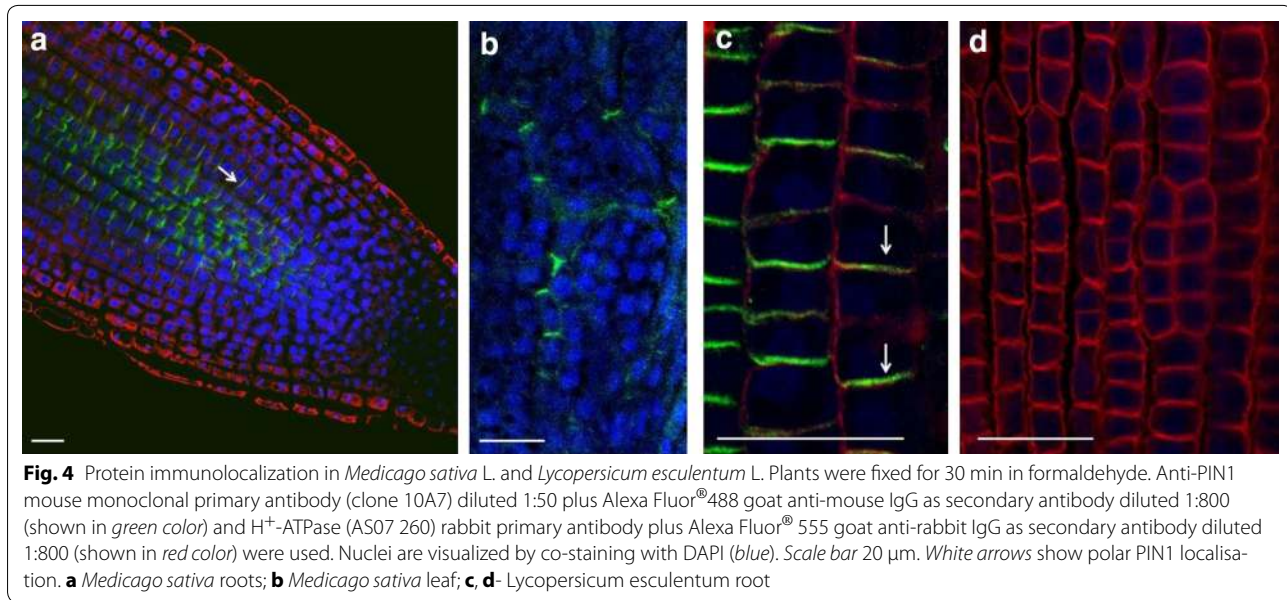 a
b
c
d
Fig. 4 Protein immunolocalization in Medicago sativa L. and Lycopersicum esculentum L. Plants were fixed for 30 min in formaldehyde. Anti-PIN1
mouse monoclonal primary antibody (clone 10A7) diluted 1:50 plus Alexa Fluor®488 goat anti-mouse IgG as secondary antibody diluted 1:800
(shown in green color) and H⁺-ATPase (AS07 260) rabbit primary antibody plus Alexa Fluor® 555 goat anti-rabbit IgG as secondary antibody diluted
1:800 (shown in red color) were used. Nuclei are visualized by co-staining with DAPI (blue). Scale bar 20 μm. White arrows show polar PIN1 localisa-
tion. a Medicago sativa roots; b Medicago sativa leaf; c, d- Lycopersicum esculentum root